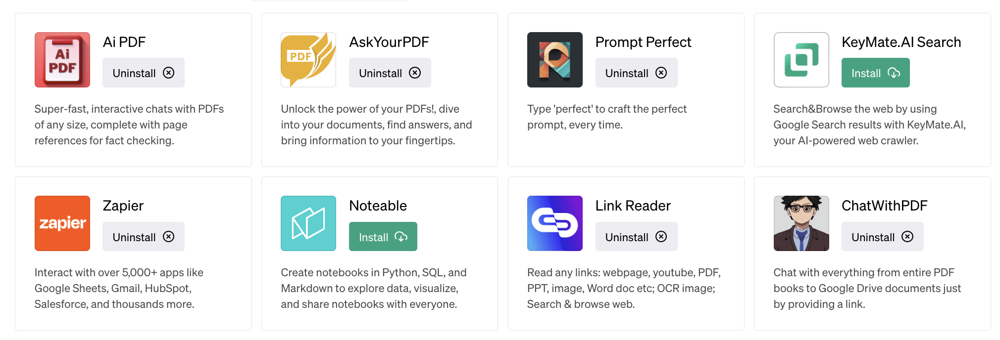 Ai PDF
Ai
PDF
Uninstall
Super-fast, interactive chats with PDFs
of any size, complete with page
references for fact checking.
AskYourPDF
PDF
Uninstall
Unlock the power of your PDFs!, dive
into your documents, find answers, and
bring information to your fingertips.
Prompt Perfect
Uninstall
Type 'perfect' to craft the perfect
prompt, every time.
KeyMate.AI Search
Install
Search&Browse the web by using
Google Search results with KeyMate.AI,
your AI-powered web crawler.
Zapier
zapier
Uninstall
Interact with over 5,000+ apps like
Google Sheets, Gmail, HubSpot,
Salesforce, and thousands more.
Noteable
Install
Create notebooks in Python, SQL, and
Markdown to explore data, visualize,
and share notebooks with everyone.
Link Reader
Uninstall
Read any links: webpage, youtube, PDF,
PPT, image, Word doc etc; OCR image;
Search & browse web.
ChatWithPDF
Uninstall
Chat with everything from entire PDF
books to Google Drive documents just
by providing a link.